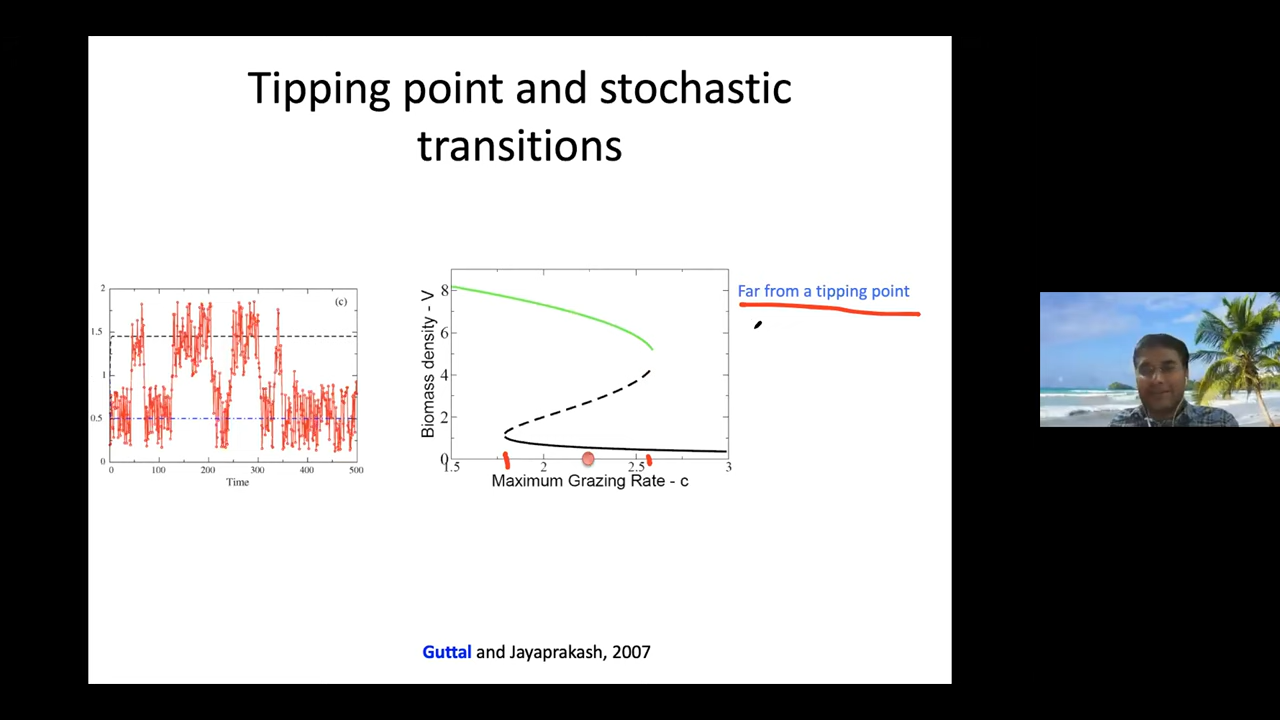 Tipping point and stochastic
transitions
2
1.5
1
0.5
0
(c)
0 100 200 300 400 500
Time
Biomass density - V
8
6
4
2
0
1.5 2 2.5 3
Maximum Grazing Rate - c
Far from a tipping point
Guttal and Jayaprakash, 2007